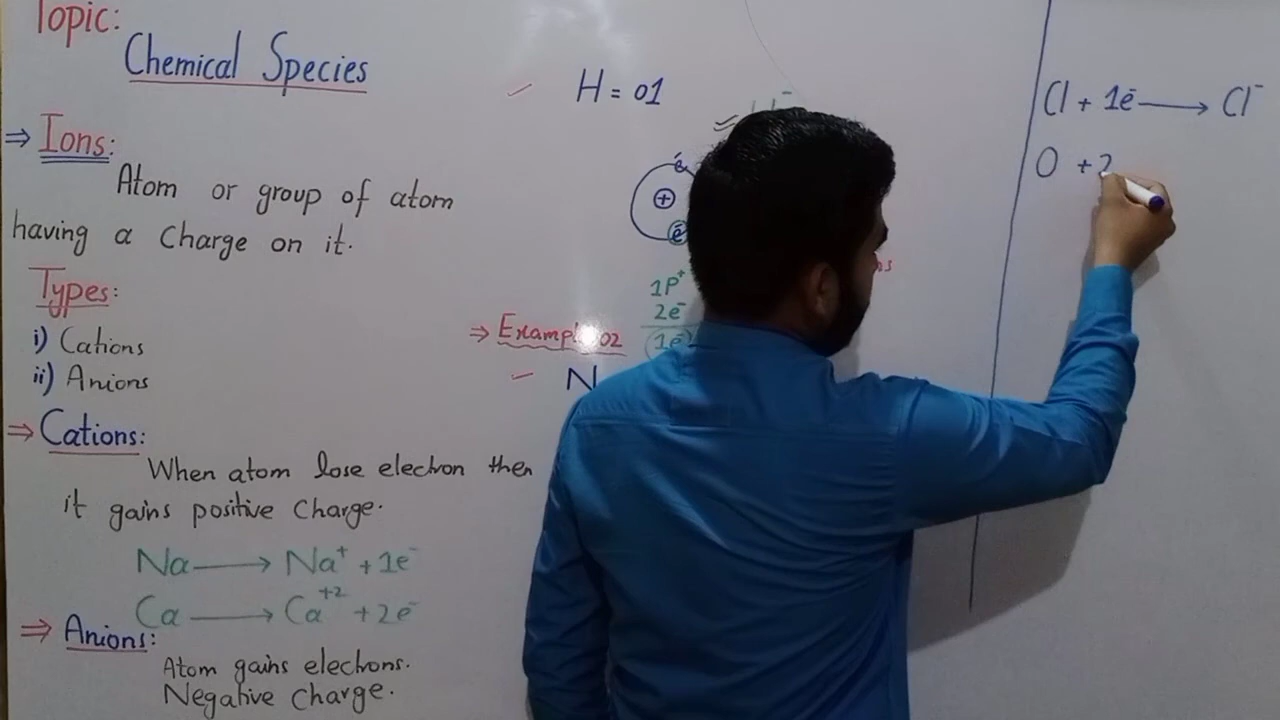 Topic:
Chemical Species
⇒ Ions:
Atom or group of atom
having a charge on it.
Types:
i) Cations
ii) Anions
⇒ Cations:
When atom lose electron then
it gains positive charge.
Na ⟶ Na⁺ + 1e⁻
Ca ⟶ Ca⁺² + 2e⁻
⇒ Anions:
Atom gains electrons.
Negative charge.
H = 01
e⁻
+
e⁻
1P⁺
2e⁻
1e⁻
⇒ Example 02
N
Cl + 1e⁻ ⟶ Cl⁻
O + 2